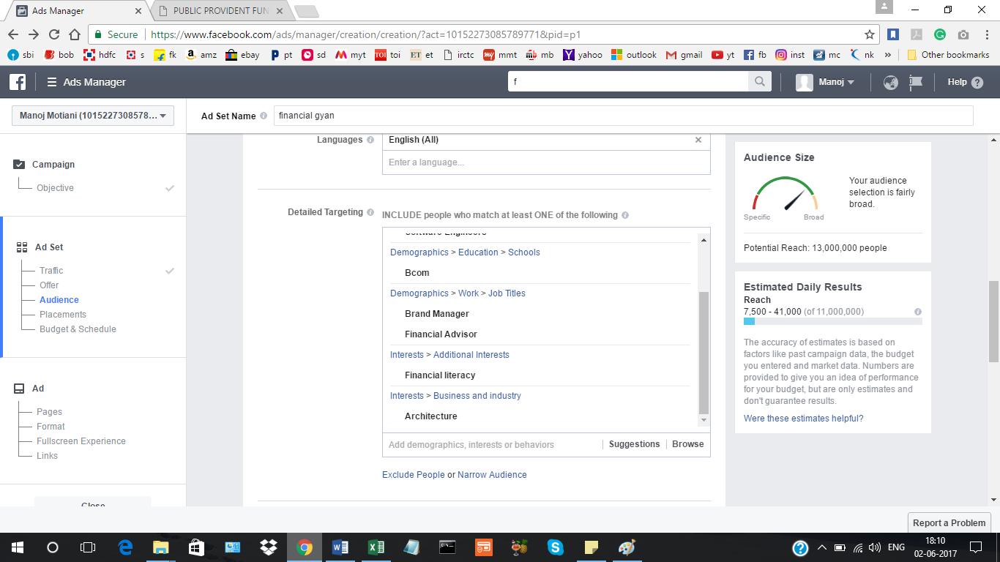 Ads Manager
PUBLIC PROVIDENT FUN
Secure https://www.facebook.com/ads/manager/creation/creation/?act=101522730857897​71&pid=p1
sbi bob hdfc s fk amz ebay pt sd myt toi et irctc mmt mb yahoo outlook gmail yt fb inst mc nk » Other bookmarks
Ads Manager
f
Manoj
Help ?
Manoj Motiani (1015227308578...
Ad Set Name
financial gyan
Campaign
Objective
Ad Set
Traffic
Offer
Audience
Placements
Budget & Schedule
Ad
Pages
Format
Fullscreen Experience
Links
Close
Languages
English (All)
Enter a language...
Detailed Targeting
INCLUDE people who match at least ONE of the following
Software Engineers
Demographics > Education > Schools
Bcom
Demographics > Work > Job Titles
Brand Manager
Financial Advisor
Interests > Additional Interests
Financial literacy
Interests > Business and industry
Architecture
Add demographics, interests or behaviors
Suggestions | Browse
Exclude People or Narrow Audience
Audience Size
Your audience
selection is fairly
broad.
Specific Broad
Potential Reach: 13,000,000 people
Estimated Daily Results
Reach
7,500 - 41,000 (of 11,000,000)
The accuracy of estimates is based on
factors like past campaign data, the budget
you entered and market data. Numbers are
provided to give you an idea of performance
for your budget, but are only estimates and
don't guarantee results.
Were these estimates helpful?
Report a Problem
ENG
18:10
02-06-2017